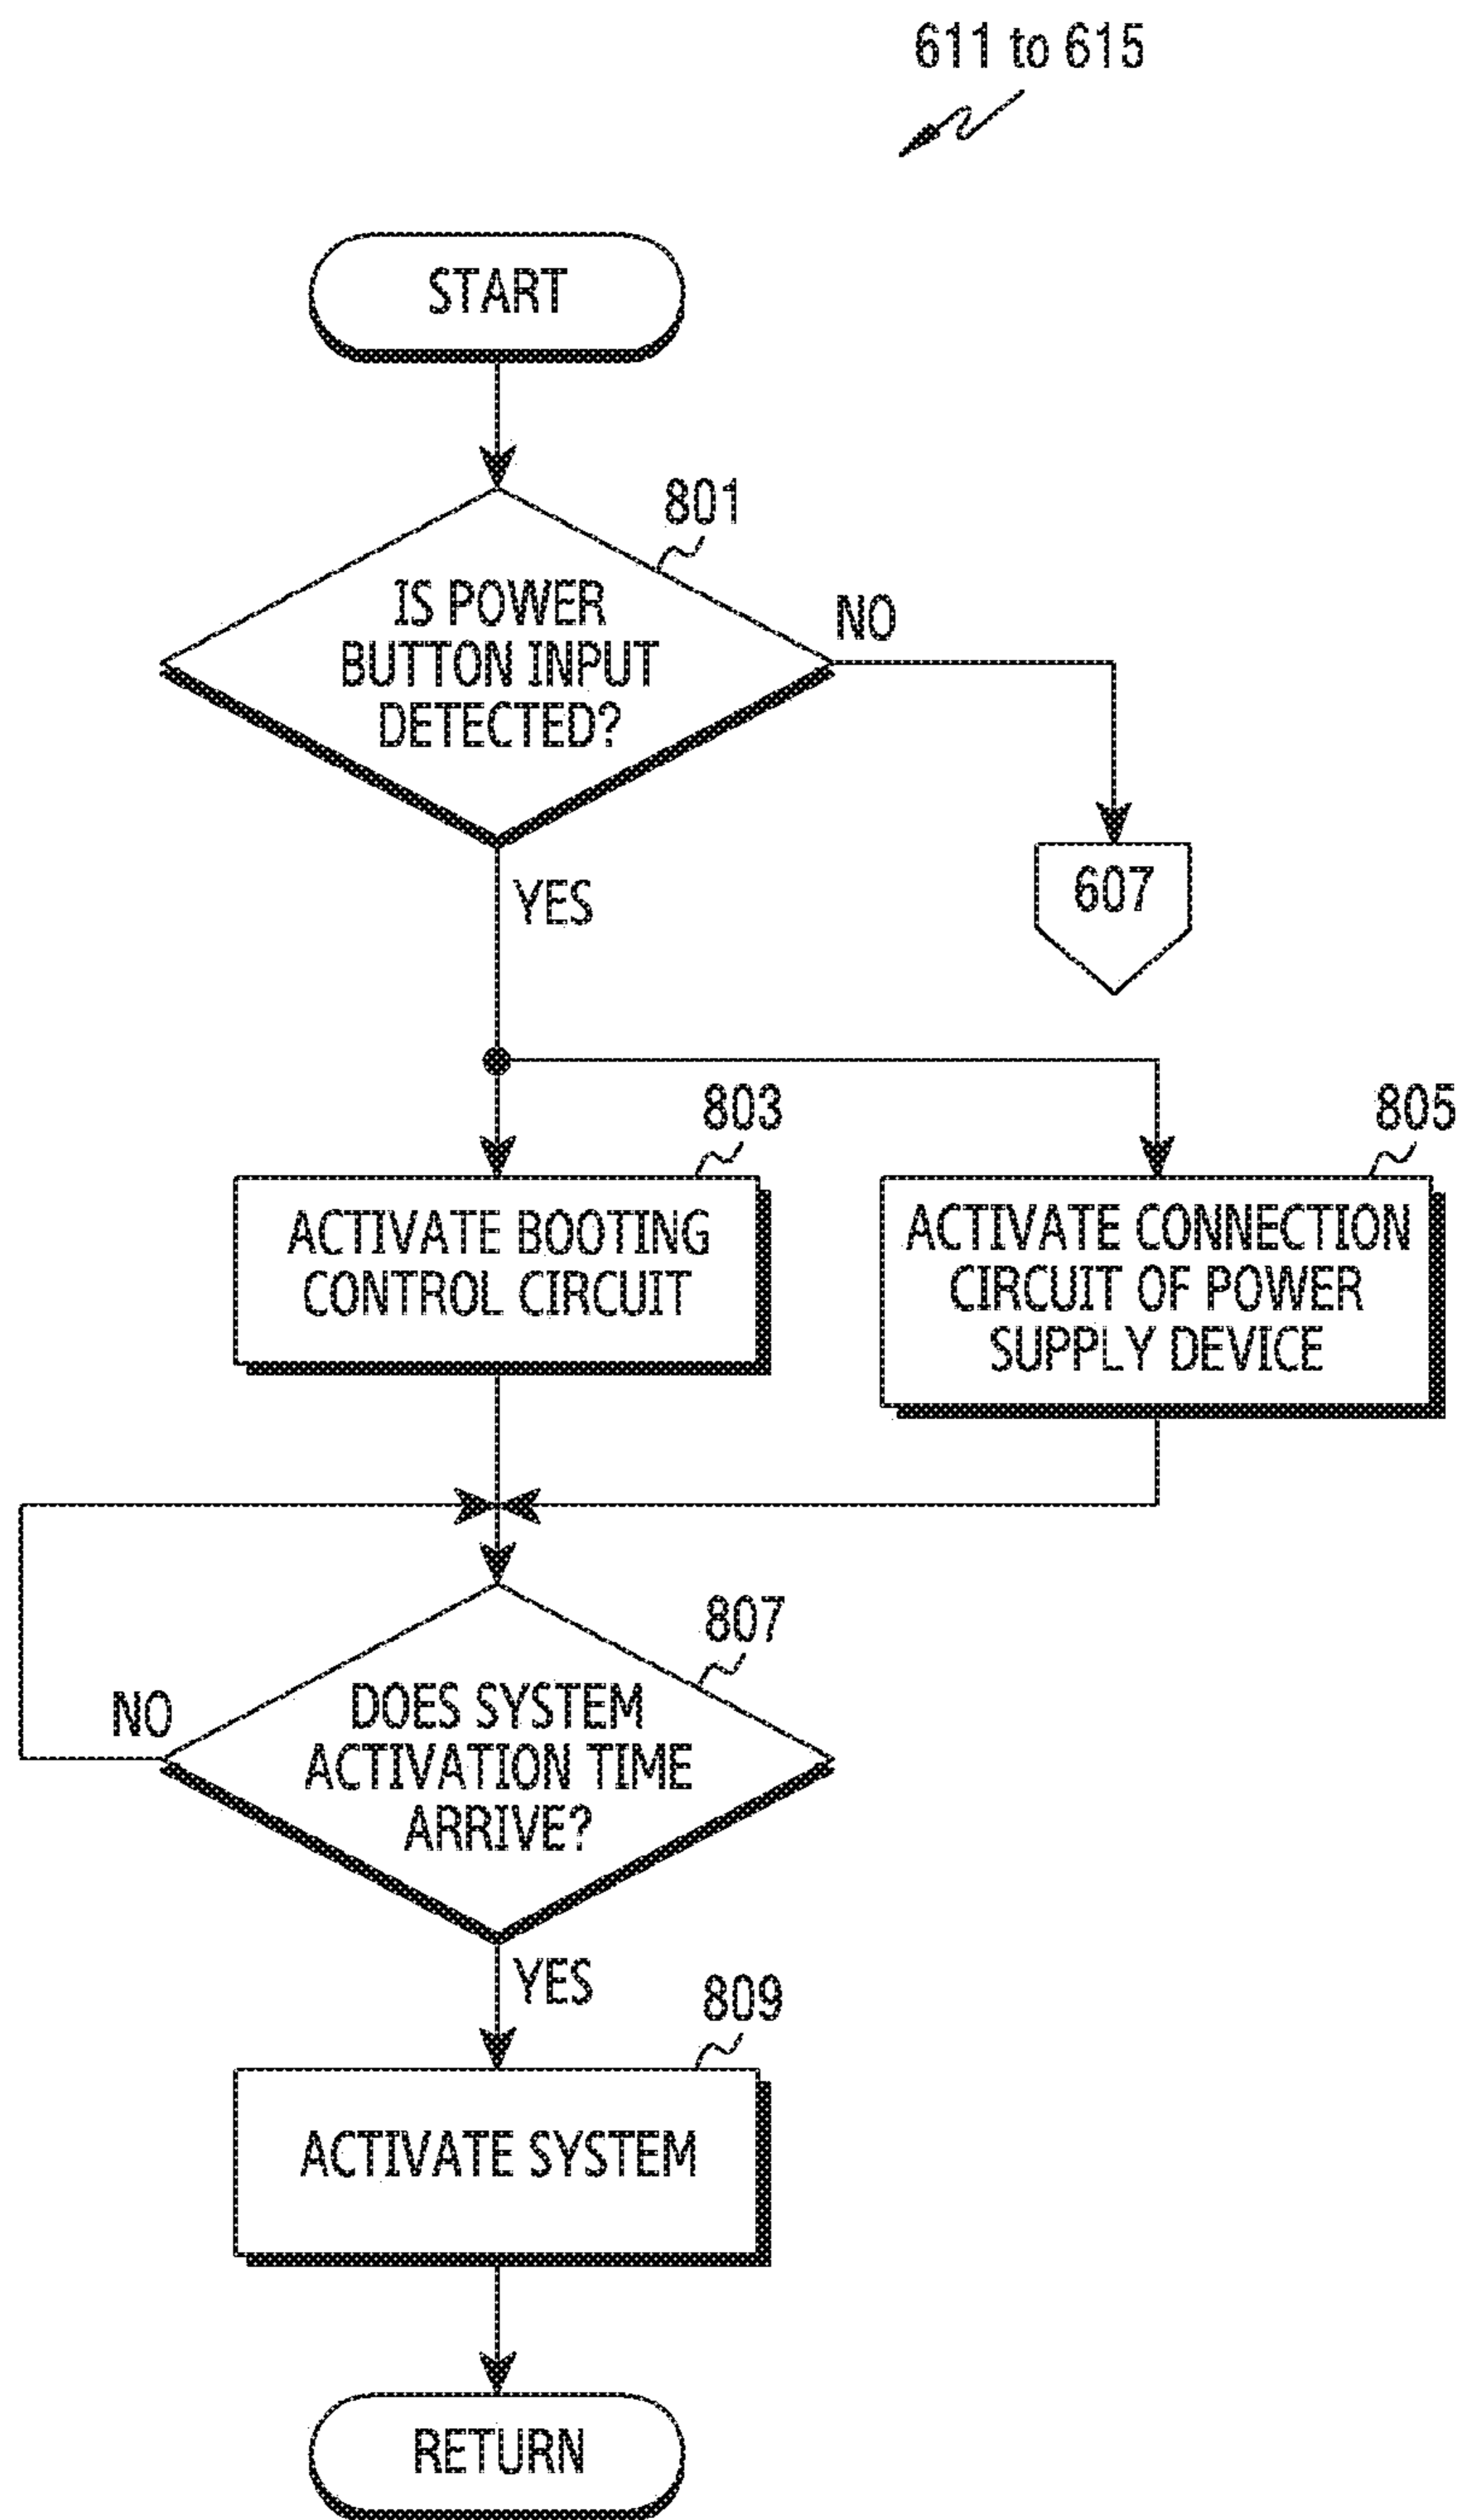 611 to 615
START
801
IS POWER
BUTTON INPUT
DETECTED?
NO
YES
607
803
ACTIVATE BOOTING
CONTROL CIRCUIT
805
ACTIVATE CONNECTION
CIRCUIT OF POWER
SUPPLY DEVICE
807
DOES SYSTEM
ACTIVATION TIME
ARRIVE?
NO
YES
809
ACTIVATE SYSTEM
RETURN